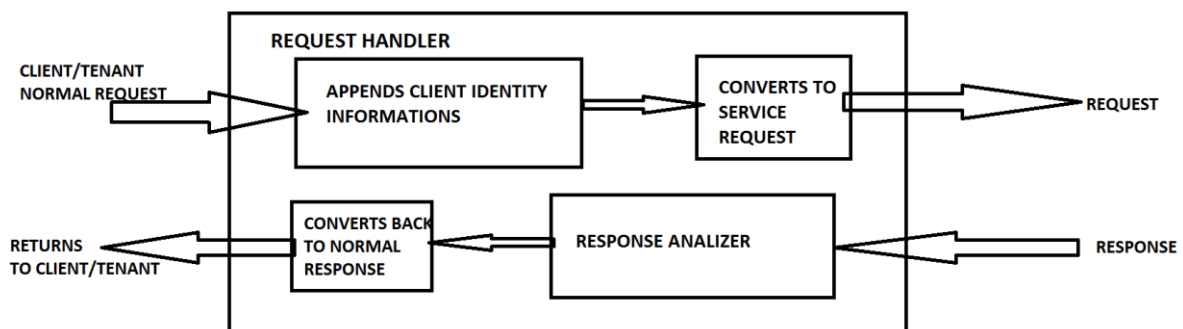 REQUEST HANDLER
CLIENT/TENANT
NORMAL REQUEST
APPENDS CLIENT IDENTITY
INFORMATIONS
CONVERTS TO
SERVICE
REQUEST
REQUEST
RETURNS
TO CLIENT/TENANT
CONVERTS BACK
TO NORMAL
RESPONSE
RESPONSE ANALIZER
RESPONSE